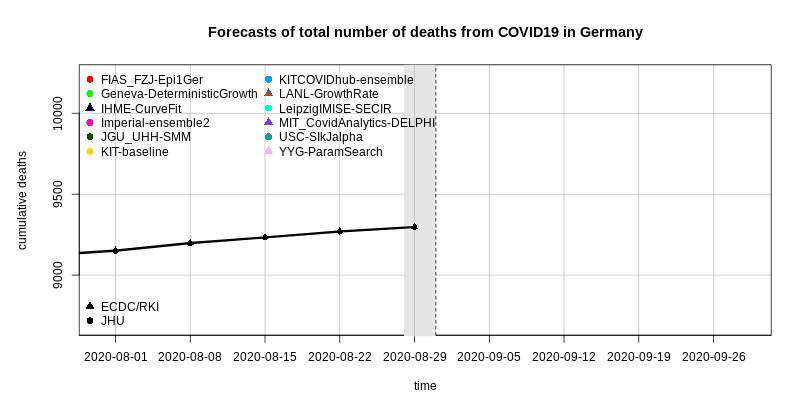 Forecasts of total number of deaths from COVID19 in Germany
FIAS_FZJ-Epi1Ger
Geneva-DeterministicGrowth
IHME-CurveFit
Imperial-ensemble2
JGU_UHH-SMM
KIT-baseline
KITCOVIDhub-ensemble
LANL-GrowthRate
LeipzigIMISE-SECIR
MIT_CovidAnalytics-DELPHI
USC-SIkJalpha
YYG-ParamSearch
cumulative deaths
10000
9500
9000
ECDC/RKI
JHU
2020-08-01 2020-08-08 2020-08-15 2020-08-22 2020-08-29 2020-09-05 2020-09-12 2020-09-19 2020-09-26
time